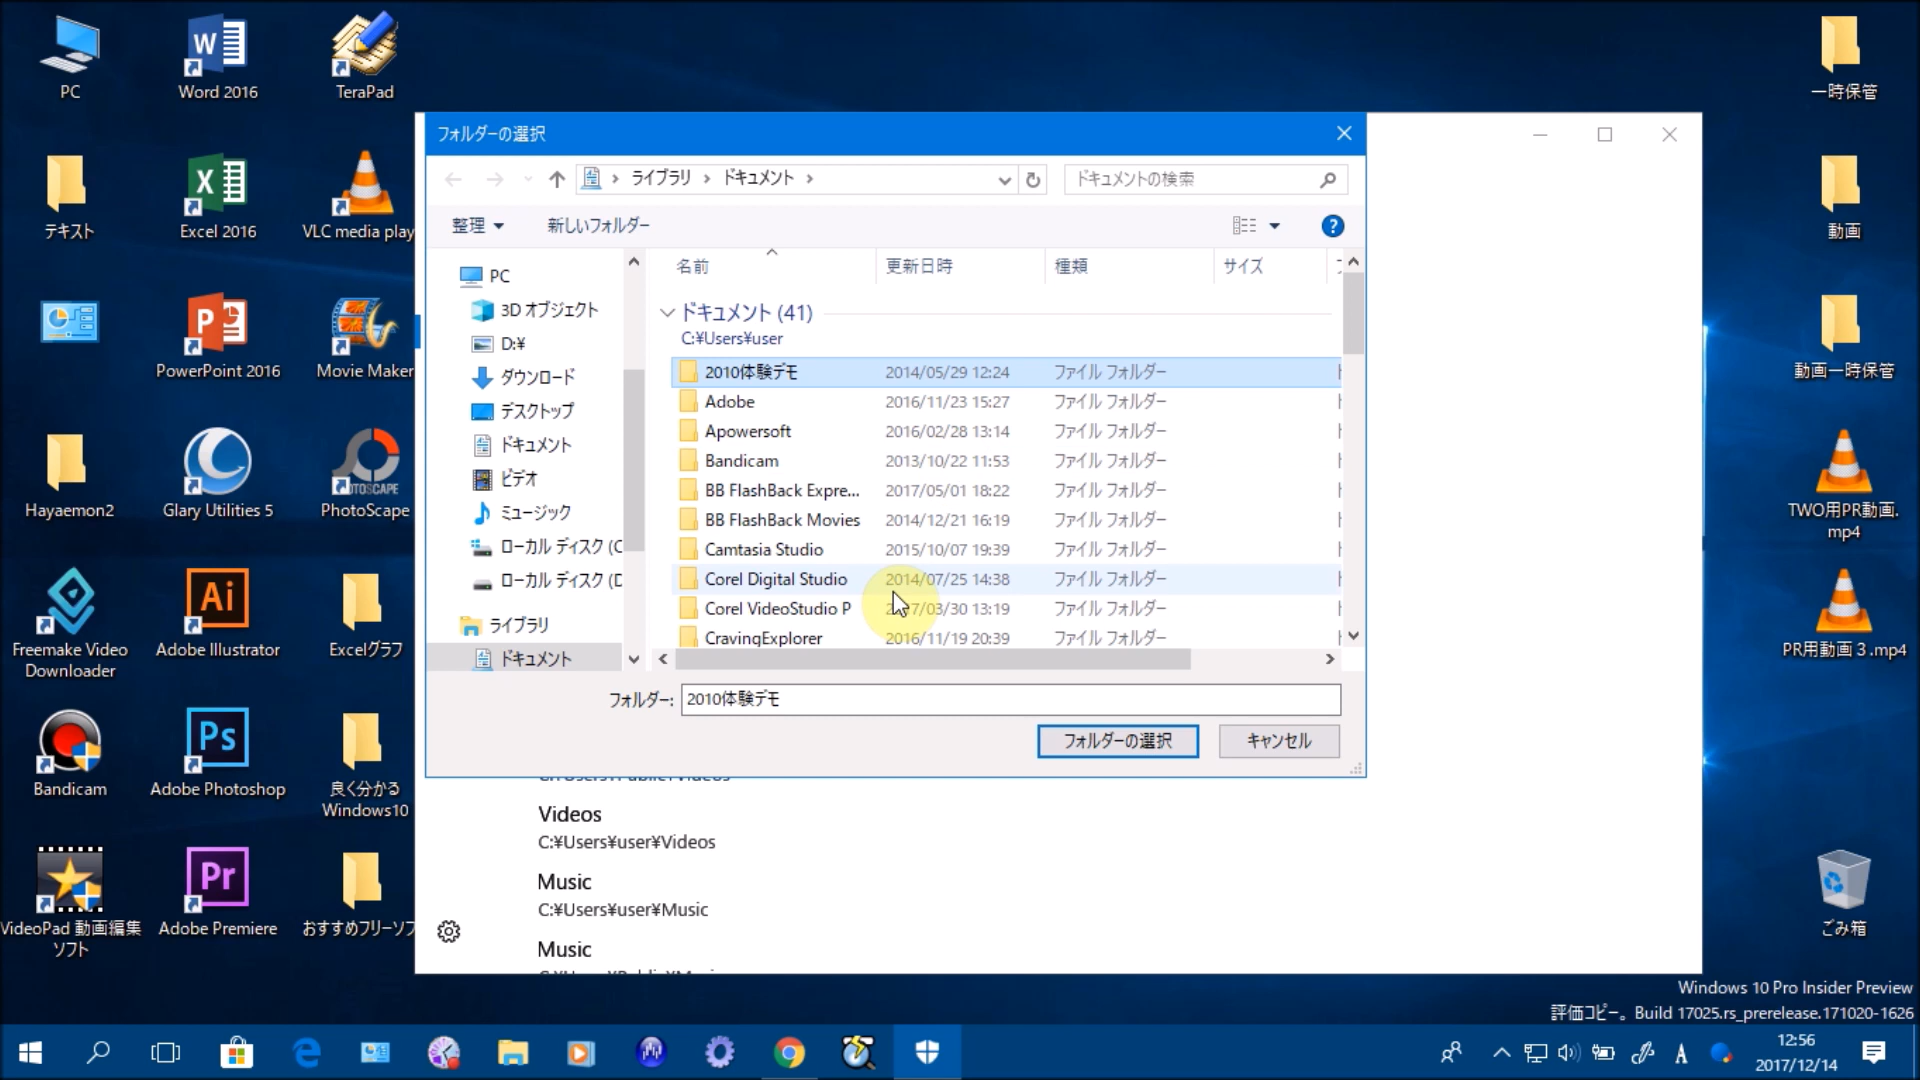 PC
Word 2016
TeraPad
テキスト
Excel 2016
VLC media play
PowerPoint 2016
Movie Maker
Hayaemon2
Glary Utilities 5
PhotoScape
Freemake Video
Downloader
Adobe Illustrator
Excelグラフ
Bandicam
Adobe Photoshop
良く分かる
Windows10
VideoPad 動画編集
ソフト
Adobe Premiere
おすすめフリーソフ
フォルダーの選択
ライブラリ › ドキュメント ›
ドキュメントの検索
整理
新しいフォルダー
名前 更新日時 種類 サイズ
PC
3D オブジェクト
D:¥
ダウンロード
デスクトップ
ドキュメント
ビデオ
ミュージック
ローカル ディスク (C
ローカル ディスク (D
ライブラリ
ドキュメント
ドキュメント (41)
C:¥Users¥user
2010体験デモ 2014/05/29 12:24 ファイル フォルダー
Adobe 2016/11/23 15:27 ファイル フォルダー
Apowersoft 2016/02/28 13:14 ファイル フォルダー
Bandicam 2013/10/22 11:53 ファイル フォルダー
BB FlashBack Expre... 2017/05/01 18:22 ファイル フォルダー
BB FlashBack Movies 2014/12/21 16:19 ファイル フォルダー
Camtasia Studio 2015/10/07 19:39 ファイル フォルダー
Corel Digital Studio 2014/07/25 14:38 ファイル フォルダー
Corel VideoStudio P 2017/03/30 13:19 ファイル フォルダー
CravingExplorer 2016/11/19 20:39 ファイル フォルダー
フォルダー: 2010体験デモ
フォルダーの選択 キャンセル
Videos
C:¥Users¥user¥Videos
Music
C:¥Users¥user¥Music
Music
一時保管
動画
動画一時保管
TWO用PR動画.
mp4
PR用動画３.mp4
ごみ箱
Windows 10 Pro Insider Preview
評価コピー。 Build 17025.rs_prerelease.171020-1626
12:56
2017/12/14